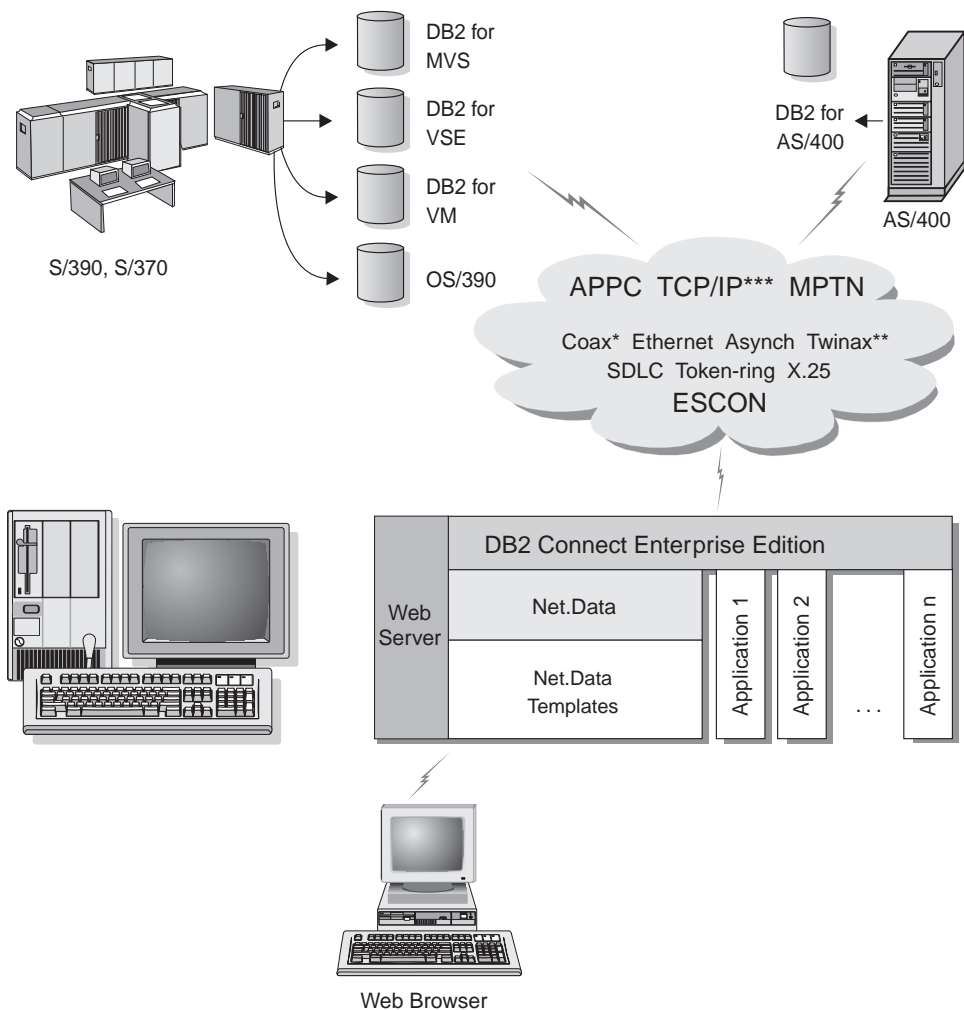 DB2 for
MVS
DB2 for
VSE
DB2 for
VM
OS/390
S/390, S/370
DB2 for
AS/400
AS/400
APPC TCP/IP*** MPTN
Coax* Ethernet Asynch Twinax**
SDLC Token-ring X.25
ESCON
DB2 Connect Enterprise Edition
Web
Server
Net.Data
Net.Data
Templates
Application 1
Application 2
. . .
Application n
Web Browser